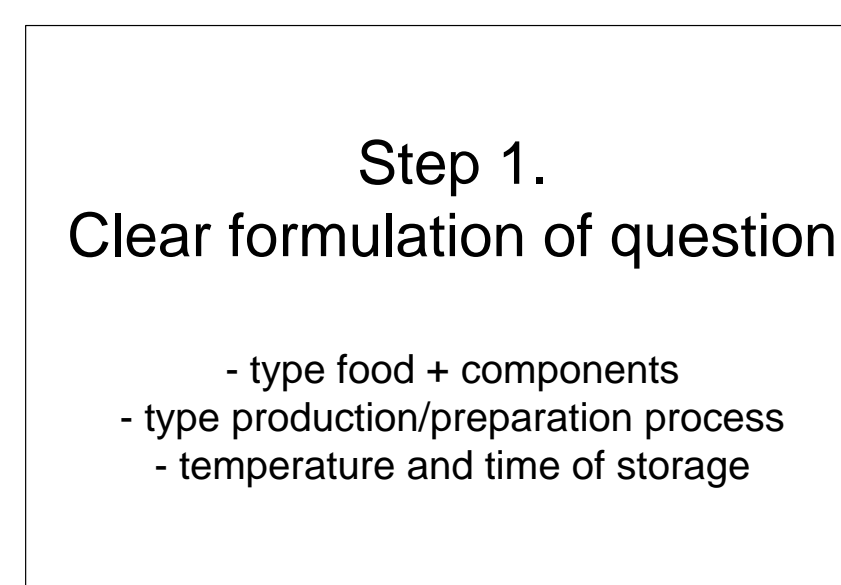 Step 1.
Clear formulation of question
- type food + components
- type production/preparation process
- temperature and time of storage